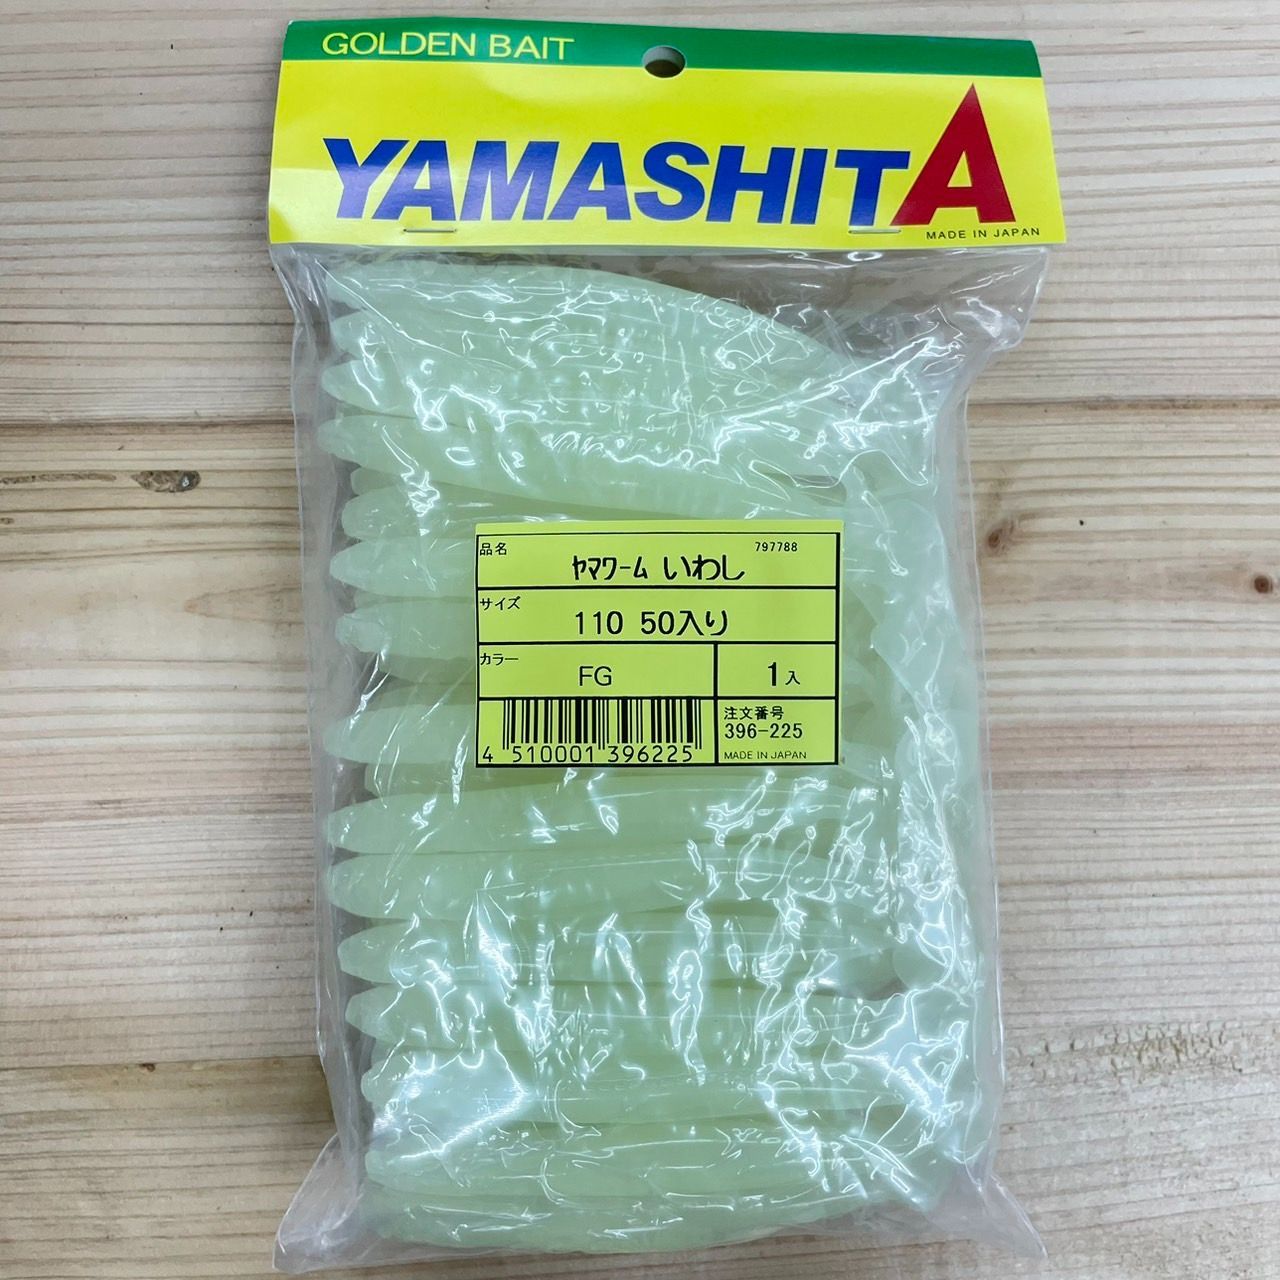 GOLDEN BAIT
YAMASHITA
MADE IN JAPAN
品名
797788
ﾔﾏﾜｰﾑ いわし
サイズ
110 50入り
カラー
FG
1入
4 510001 396225
注文番号
396-225
MADE IN JAPAN